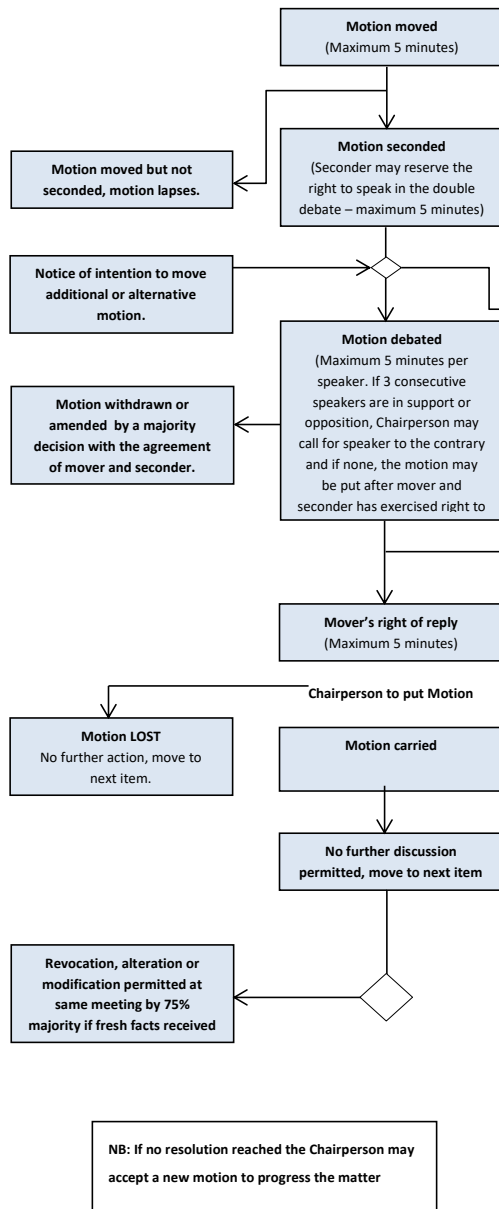 Motion moved
(Maximum 5 minutes)
Motion seconded
(Seconder may reserve the
right to speak in the double
debate – maximum 5 minutes)
Motion moved but not
seconded, motion lapses.
Notice of intention to move
additional or alternative
motion.
Motion debated
(Maximum 5 minutes per
speaker. If 3 consecutive
speakers are in support or
opposition, Chairperson may
call for speaker to the contrary
and if none, the motion may
be put after mover and
seconder has exercised right to
Motion withdrawn or
amended by a majority
decision with the agreement
of mover and seconder.
Mover’s right of reply
(Maximum 5 minutes)
Chairperson to put Motion
Motion LOST
No further action, move to
next item.
Motion carried
No further discussion
permitted, move to next item
Revocation, alteration or
modification permitted at
same meeting by 75%
majority if fresh facts received
NB: If no resolution reached the Chairperson may
accept a new motion to progress the matter